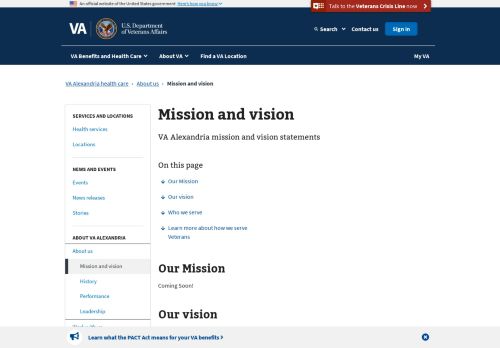 An official website of the United States government Here's how you know
Talk to the Veterans Crisis Line now
VA
U.S. Department
of Veterans Affairs
Search
Contact us
Sign in
VA Benefits and Health Care
About VA
Find a VA Location
My VA
VA Alexandria health care › About us › Mission and vision
SERVICES AND LOCATIONS
Health services
Locations
NEWS AND EVENTS
Events
News releases
Stories
ABOUT VA ALEXANDRIA
About us
Mission and vision
History
Performance
Leadership
Mission and vision
VA Alexandria mission and vision statements
On this page
Our Mission
Our vision
Who we serve
Learn more about how we serve
Veterans
Our Mission
Coming Soon!
Our vision
Learn what the PACT Act means for your VA benefits